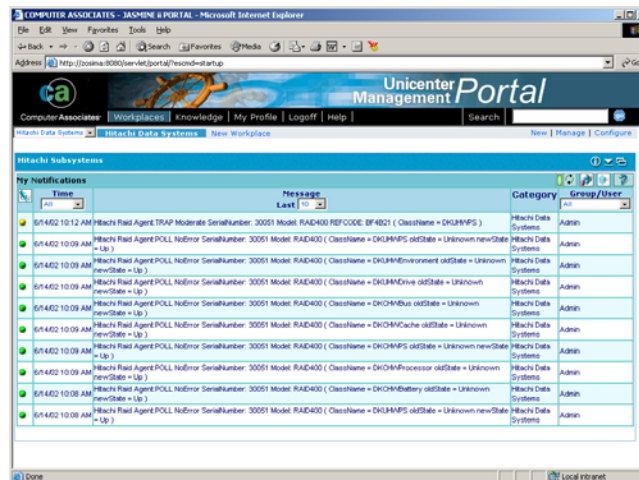 COMPUTER ASSOCIATES - JASMINE ii PORTAL - Microsoft Internet Explorer
File Edit View Favorites Tools Help
Back Search Favorites Media
Address http://zosima:8080/servlet/portal/?rescmd=startup Go
ca Unicenter Management Portal
Computer Associates Workplaces | Knowledge | My Profile | Logoff | Help | Search
Hitachi Data Systems Hitachi Data Systems New Workplace New | Manage | Configure
Hitachi Subsystems
My Notifications
Time Message Category Group/User
All Last 10 All
6/14/02 10:12 AM Hitachi Raid Agent:TRAP Moderate SerialNumber: 30051 Model: RAID400 REFCODE: BF4B21 ( ClassName = DKUHWPS ) Hitachi Data Systems Admin
6/14/02 10:09 AM Hitachi Raid Agent:POLL NoError SerialNumber: 30051 Model: RAID400 ( ClassName = DKUHWPS oldState = Unknown newState = Up ) Hitachi Data Systems Admin
6/14/02 10:09 AM Hitachi Raid Agent:POLL NoError SerialNumber: 30051 Model: RAID400 ( ClassName = DKUHWEnvironment oldState = Unknown newState = Up ) Hitachi Data Systems Admin
6/14/02 10:09 AM Hitachi Raid Agent:POLL NoError SerialNumber: 30051 Model: RAID400 ( ClassName = DKUHWDrive oldState = Unknown newState = Up ) Hitachi Data Systems Admin
6/14/02 10:09 AM Hitachi Raid Agent:POLL NoError SerialNumber: 30051 Model: RAID400 ( ClassName = DKCHWBus oldState = Unknown newState = Up ) Hitachi Data Systems Admin
6/14/02 10:09 AM Hitachi Raid Agent:POLL NoError SerialNumber: 30051 Model: RAID400 ( ClassName = DKCHWCache oldState = Unknown newState = Up ) Hitachi Data Systems Admin
6/14/02 10:09 AM Hitachi Raid Agent:POLL NoError SerialNumber: 30051 Model: RAID400 ( ClassName = DKCHWPS oldState = Unknown newState = Up ) Hitachi Data Systems Admin
6/14/02 10:09 AM Hitachi Raid Agent:POLL NoError SerialNumber: 30051 Model: RAID400 ( ClassName = DKCHWProcessor oldState = Unknown newState = Up ) Hitachi Data Systems Admin
6/14/02 10:08 AM Hitachi Raid Agent:POLL NoError SerialNumber: 30051 Model: RAID400 ( ClassName = DKCHWBattery oldState = Unknown newState = Up ) Hitachi Data Systems Admin
6/14/02 10:08 AM Hitachi Raid Agent:POLL NoError SerialNumber: 30051 Model: RAID400 ( ClassName = DKUHWPS oldState = Unknown newState = Up ) Hitachi Data Systems Admin
Done Local intranet